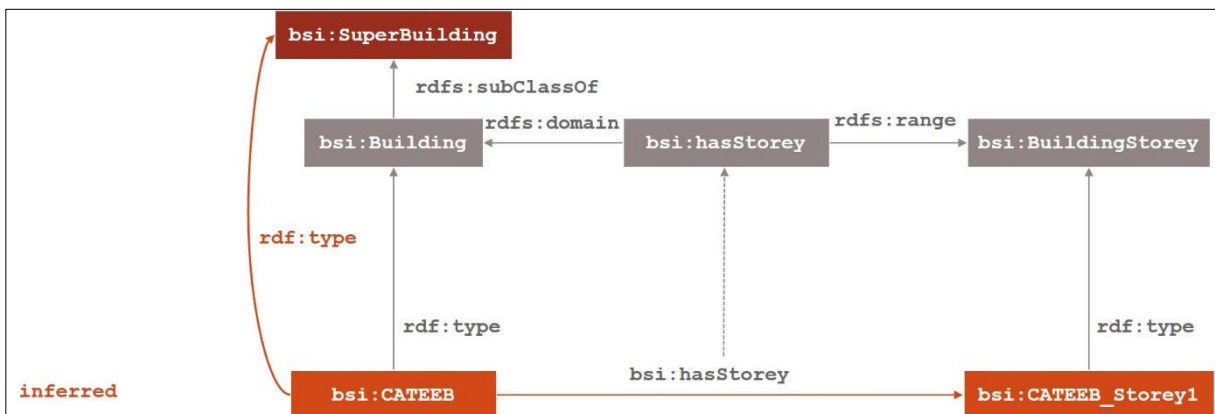 bsi:SuperBuilding
rdfs:subClassOf
rdfs:domain
rdfs:range
bsi:Building
bsi:hasStorey
bsi:BuildingStorey
rdf:type
rdf:type
rdf:type
bsi:hasStorey
inferred
bsi:CATEEB
bsi:CATEEB_Storey1